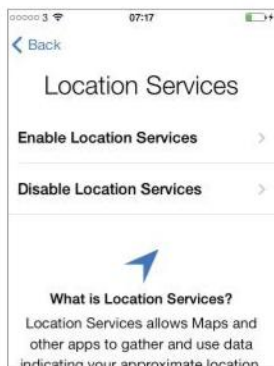 3 07:17
Back
Location Services
Enable Location Services
Disable Location Services
What is Location Services?
Location Services allows Maps and
other apps to gather and use data
indicating your approximate location